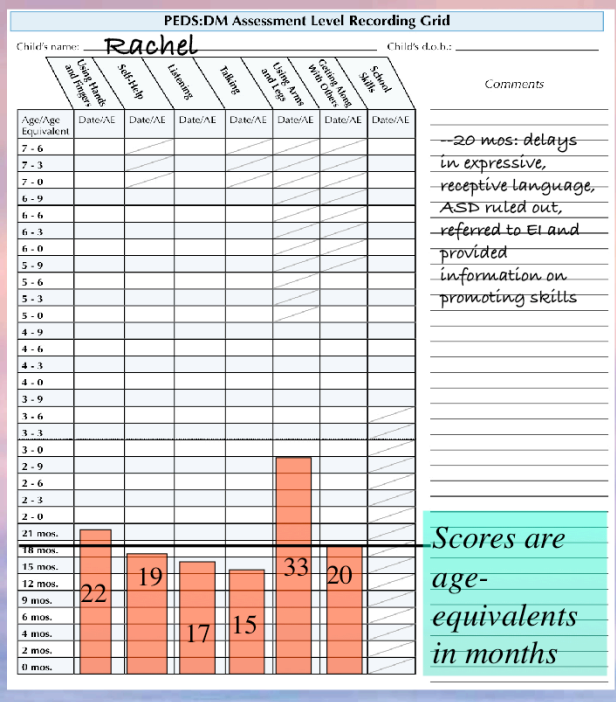 PEDS:DM Assessment Level Recording Grid
Child's name: Rachel Child's d.o.b.:
Using Hands and Fingers
Self-Help
Listening
Talking
Using Arms and Legs
Getting Along With Others
School Skills
Comments
Age/Age Equivalent Date/AE Date/AE Date/AE Date/AE Date/AE Date/AE Date/AE
7 - 6
7 - 3
7 - 0
6 - 9
6 - 6
6 - 3
6 - 0
5 - 9
5 - 6
5 - 3
5 - 0
4 - 9
4 - 6
4 - 3
4 - 0
3 - 9
3 - 6
3 - 3
3 - 0
2 - 9
2 - 6
2 - 3
2 - 0
21 mos.
18 mos.
15 mos.
12 mos.
9 mos.
6 mos.
4 mos.
2 mos.
0 mos.
22
19
17
15
33
20
--20 mos: delays
in expressive,
receptive language,
ASD ruled out,
referred to EI and
provided
information on
promoting skills
Scores are
age-
equivalents
in months